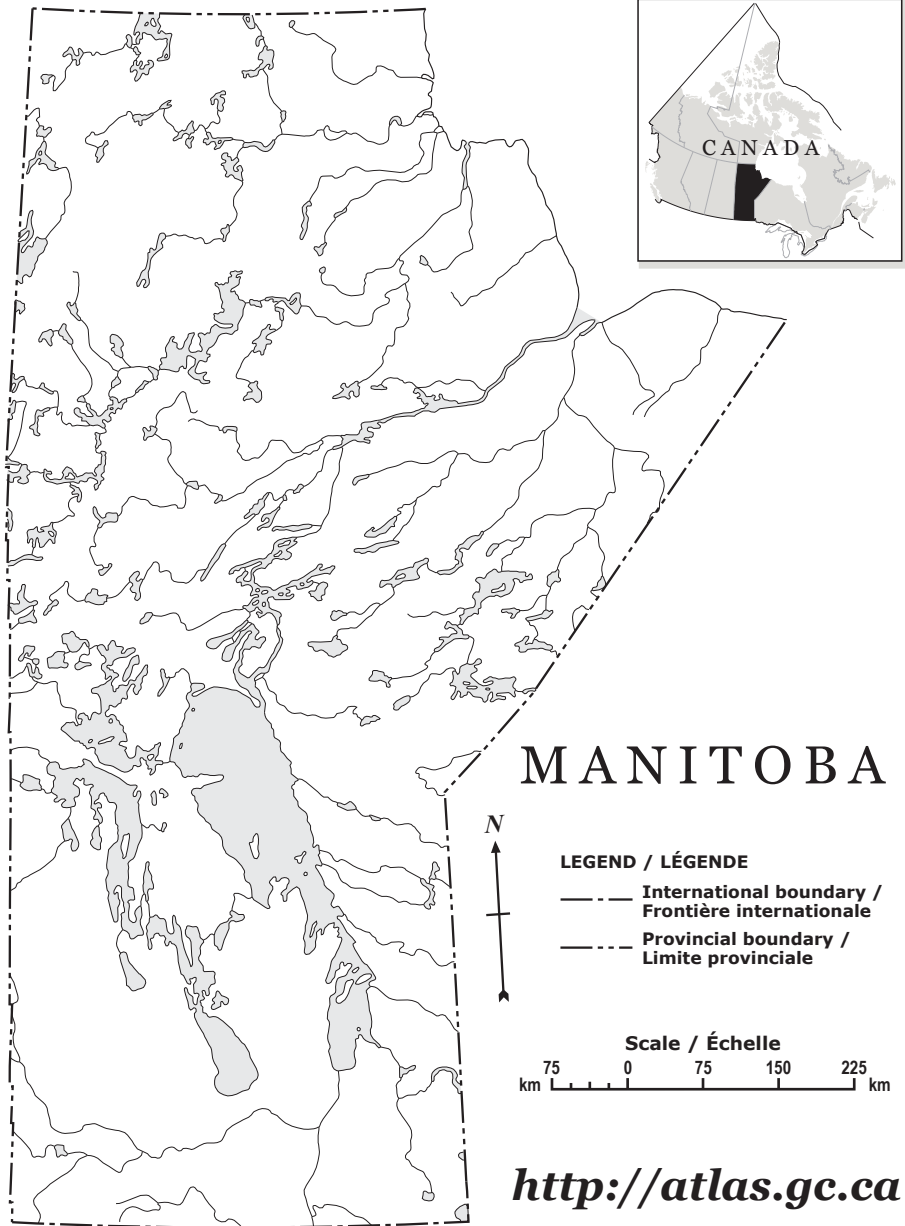 CANADA
MANITOBA
N
LEGEND / LÉGENDE
International boundary /
Frontière internationale
Provincial boundary /
Limite provinciale
Scale / Échelle
75 0 75 150 225
km km
http://atlas.gc.ca